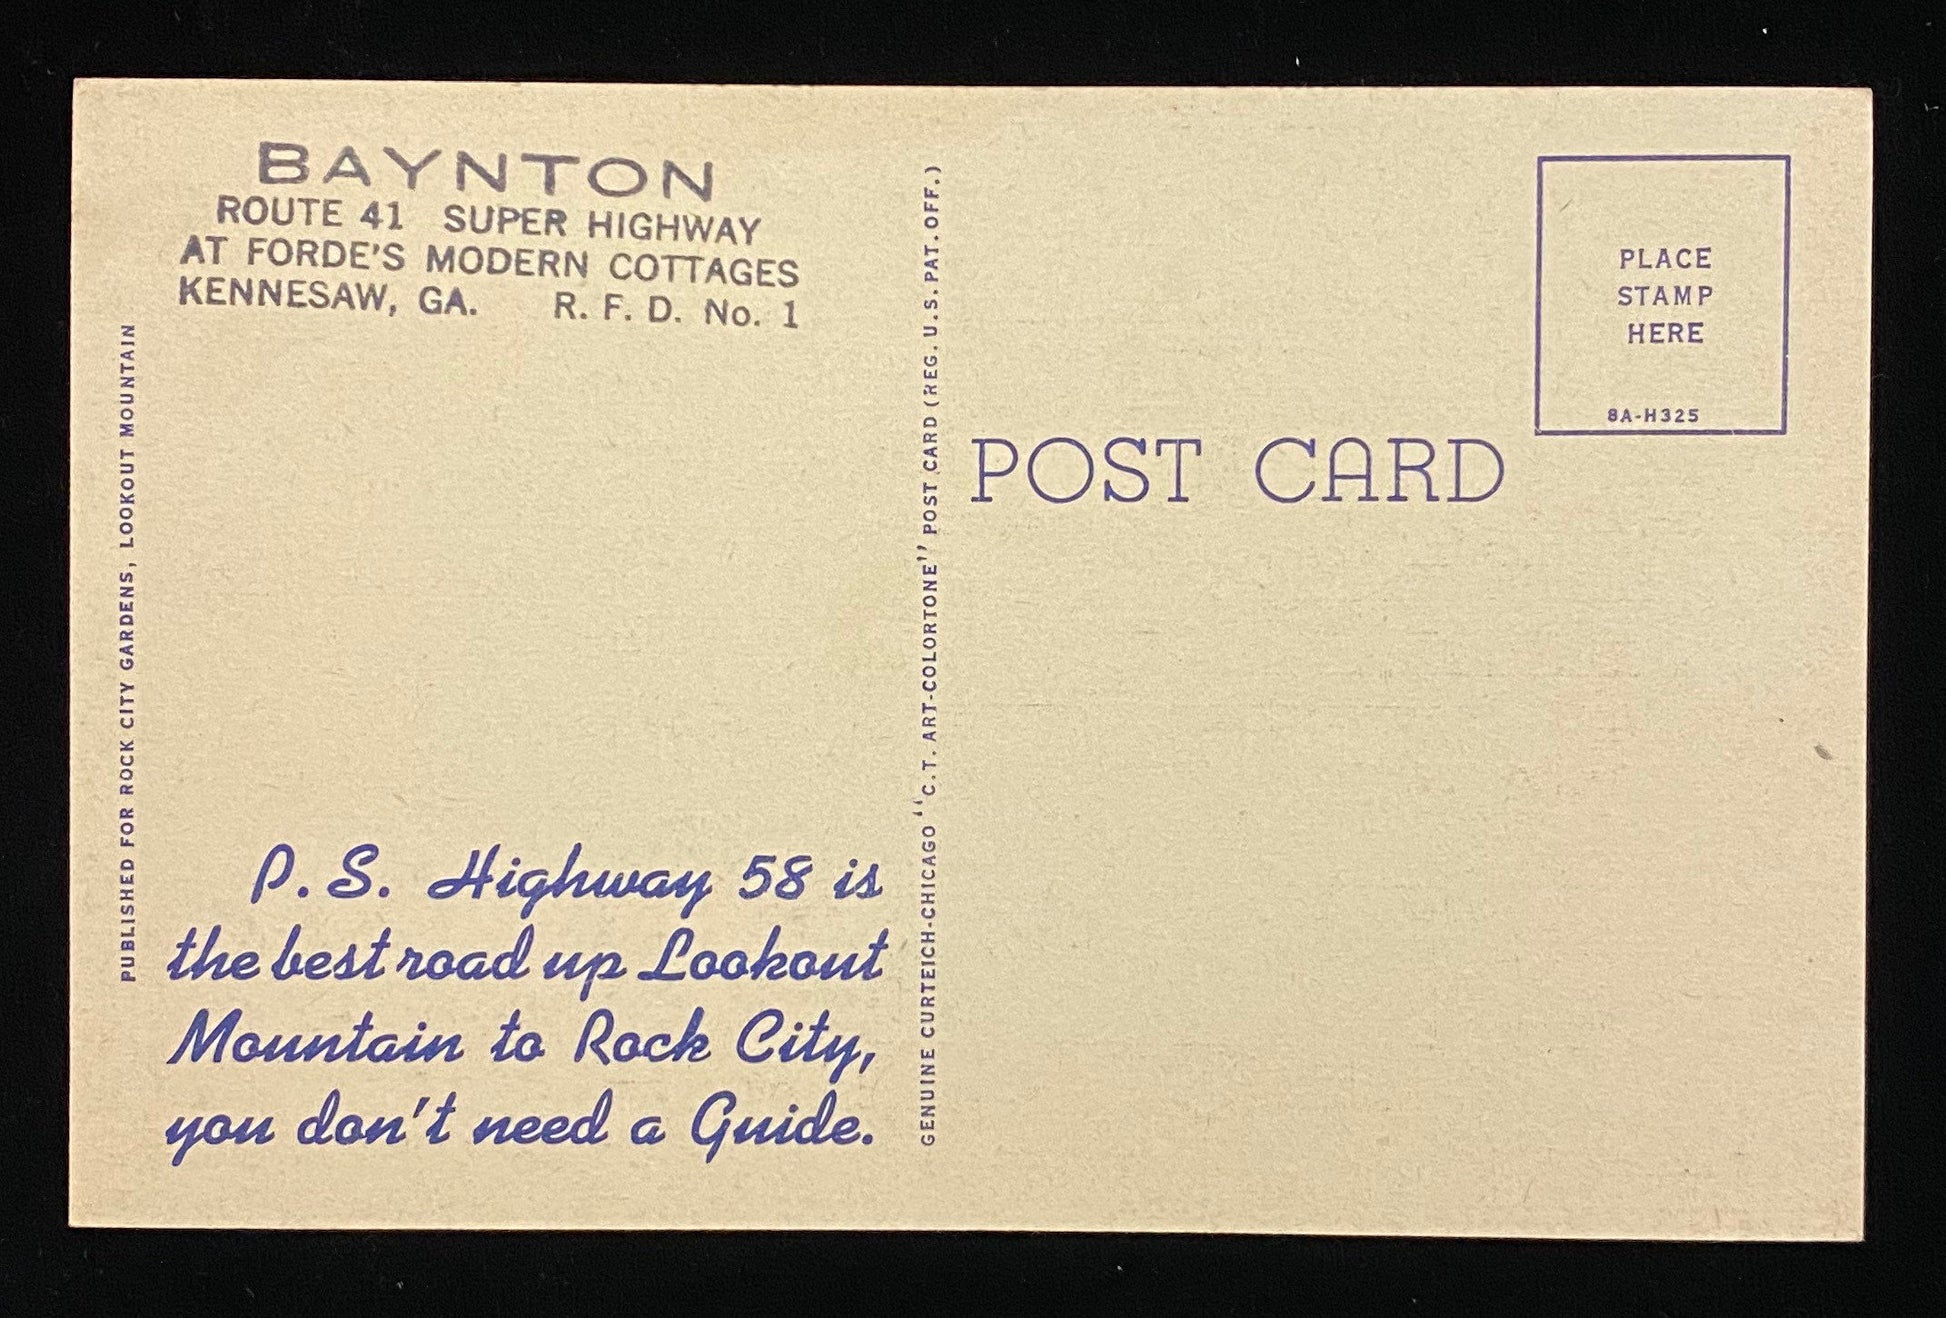 BAYNTON
ROUTE 41 SUPER HIGHWAY
AT FORDE'S MODERN COTTAGES
KENNESAW, GA. R. F. D. No. 1
PUBLISHED FOR ROCK CITY GARDENS, LOOKOUT MOUNTAIN
P. S. Highway 58 is
the best road up Lookout
Mountain to Rock City,
you don't need a Guide.
GENUINE CURTEICH-CHICAGO "C.T. ART-COLORTONE" POST CARD (REG. U.S. PAT. OFF.)
POST CARD
PLACE
STAMP
HERE
8A-H325